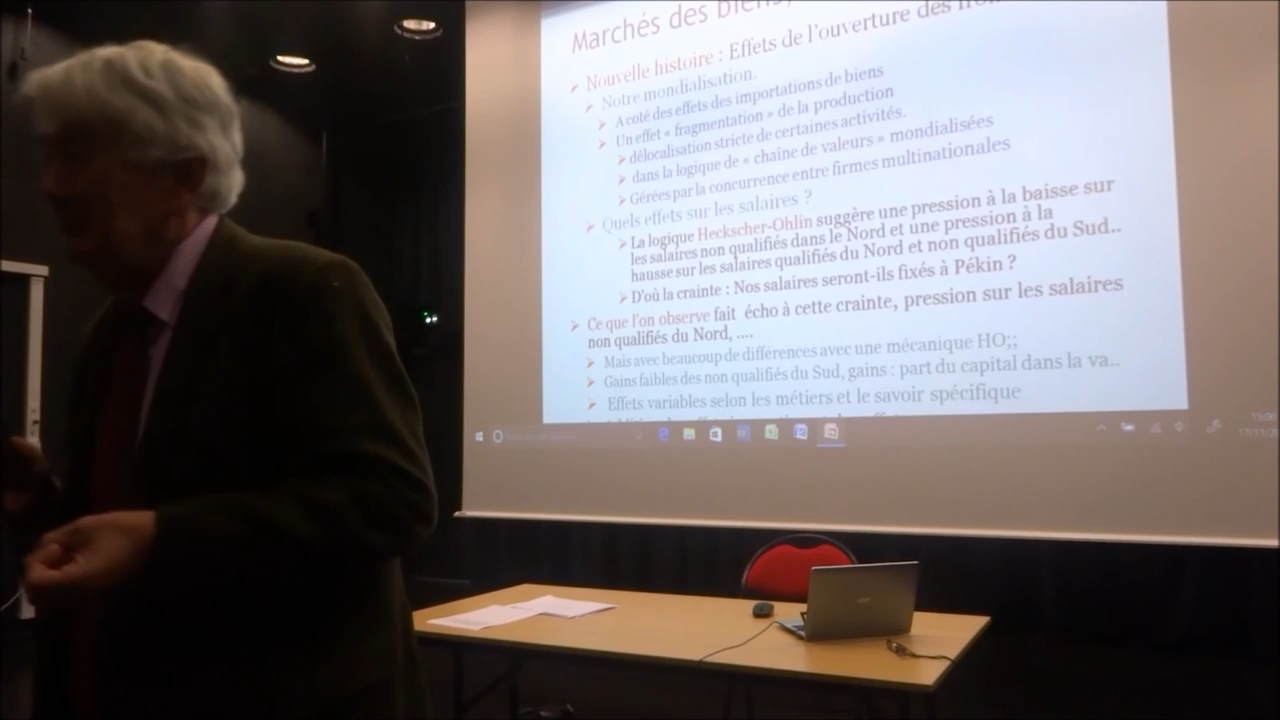 Marchés des biens,
Nouvelle histoire : Effets de l'ouverture des
Notre mondialisation.
A coté des effets des importations de biens
Un effet « fragmentation » de la production
délocalisation stricte de certaines activités.
dans la logique de « chaîne de valeurs » mondialisées
Gérées par la concurrence entre firmes multinationales
Quels effets sur les salaires ?
La logique Heckscher-Ohlin suggère une pression à la baisse sur
les salaires non qualifiés dans le Nord et une pression à la
hausse sur les salaires qualifiés du Nord et non qualifiés du Sud..
D'où la crainte : Nos salaires seront-ils fixés à Pékin ?
Ce que l'on observe fait écho à cette crainte, pression sur les salaires
non qualifiés du Nord, ....
Mais avec beaucoup de différences avec une mécanique HO;;
Gains faibles des non qualifiés du Sud, gains : part du capital dans la va..
Effets variables selon les métiers et le savoir spécifique